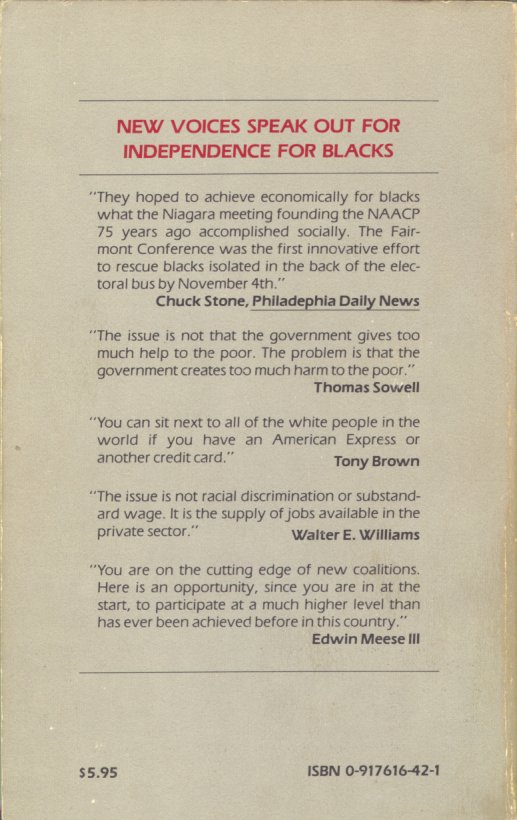 NEW VOICES SPEAK OUT FOR
INDEPENDENCE FOR BLACKS
"They hoped to achieve economically for blacks
what the Niagara meeting founding the NAACP
75 years ago accomplished socially. The Fair-
mont Conference was the first innovative effort
to rescue blacks isolated in the back of the elec-
toral bus by November 4th."
Chuck Stone, Philadephia Daily News
"The issue is not that the government gives too
much help to the poor. The problem is that the
government creates too much harm to the poor."
Thomas Sowell
"You can sit next to all of the white people in the
world if you have an American Express or
another credit card."
Tony Brown
"The issue is not racial discrimination or substand-
ard wage. It is the supply of jobs available in the
private sector."
Walter E. Williams
"You are on the cutting edge of new coalitions.
Here is an opportunity, since you are in at the
start, to participate at a much higher level than
has ever been achieved before in this country."
Edwin Meese III
$5.95
ISBN 0-917616-42-1